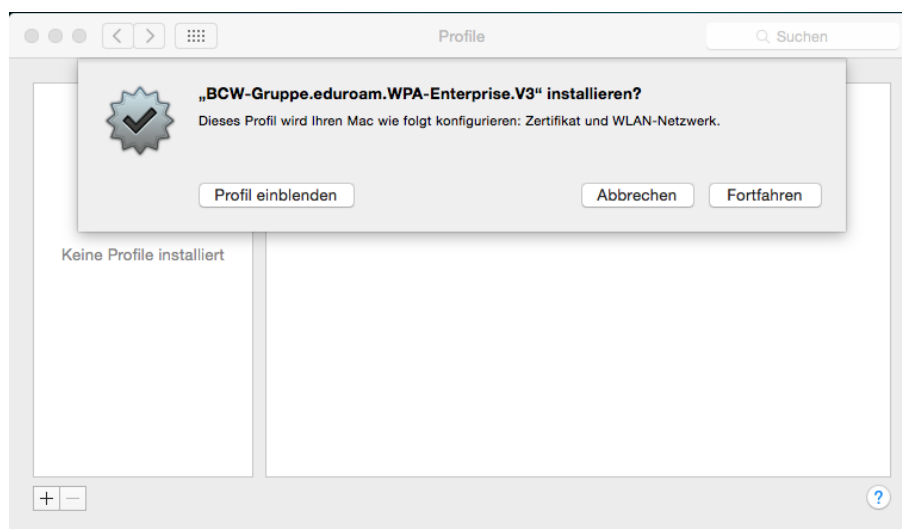 Profile
Suchen
„BCW-Gruppe.eduroam.WPA-Enterprise.V3“ installieren?
Dieses Profil wird Ihren Mac wie folgt konfigurieren: Zertifikat und WLAN-Netzwerk.
Profil einblenden
Abbrechen
Fortfahren
Keine Profile installiert
+ −
?